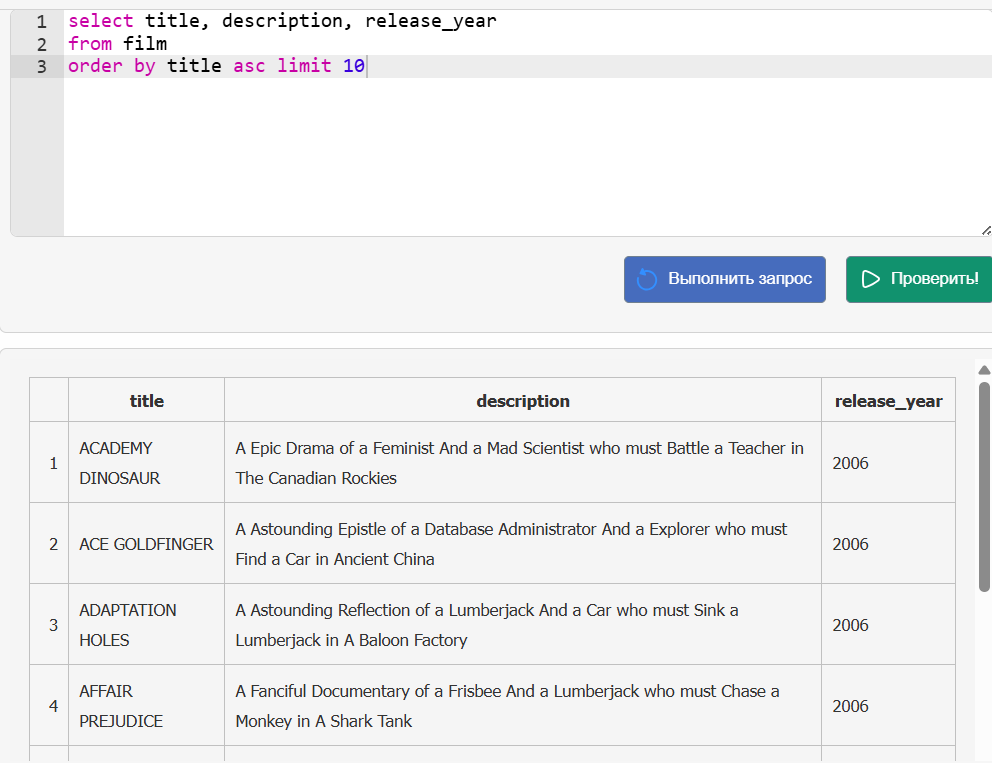 1 select title, description, release_year
2 from film
3 order by title asc limit 10
Выполнить запрос
Проверить!
title description release_year
1 ACADEMY DINOSAUR A Epic Drama of a Feminist And a Mad Scientist who must Battle a Teacher in The Canadian Rockies 2006
2 ACE GOLDFINGER A Astounding Epistle of a Database Administrator And a Explorer who must Find a Car in Ancient China 2006
3 ADAPTATION HOLES A Astounding Reflection of a Lumberjack And a Car who must Sink a Lumberjack in A Baloon Factory 2006
4 AFFAIR PREJUDICE A Fanciful Documentary of a Frisbee And a Lumberjack who must Chase a Monkey in A Shark Tank 2006